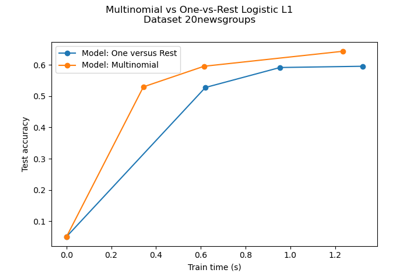 Multinomial vs One-vs-Rest Logistic L1
Dataset 20newsgroups
Model: One versus Rest
Model: Multinomial
0.6
0.5
0.4
0.3
0.2
0.1
Test accuracy
0.0 0.2 0.4 0.6 0.8 1.0 1.2
Train time (s)